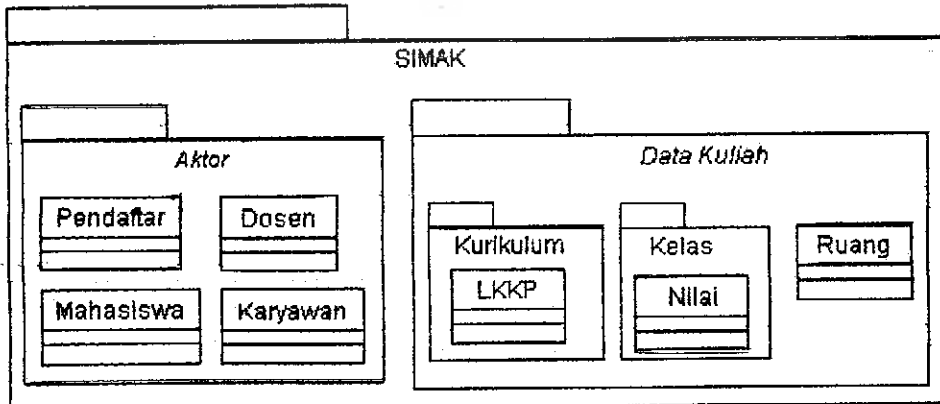 SIMAK
Aktor
Pendaftar
Dosen
Mahasiswa
Karyawan
Data Kuliah
Kurikulum
LKKP
Kelas
Nilai
Ruang